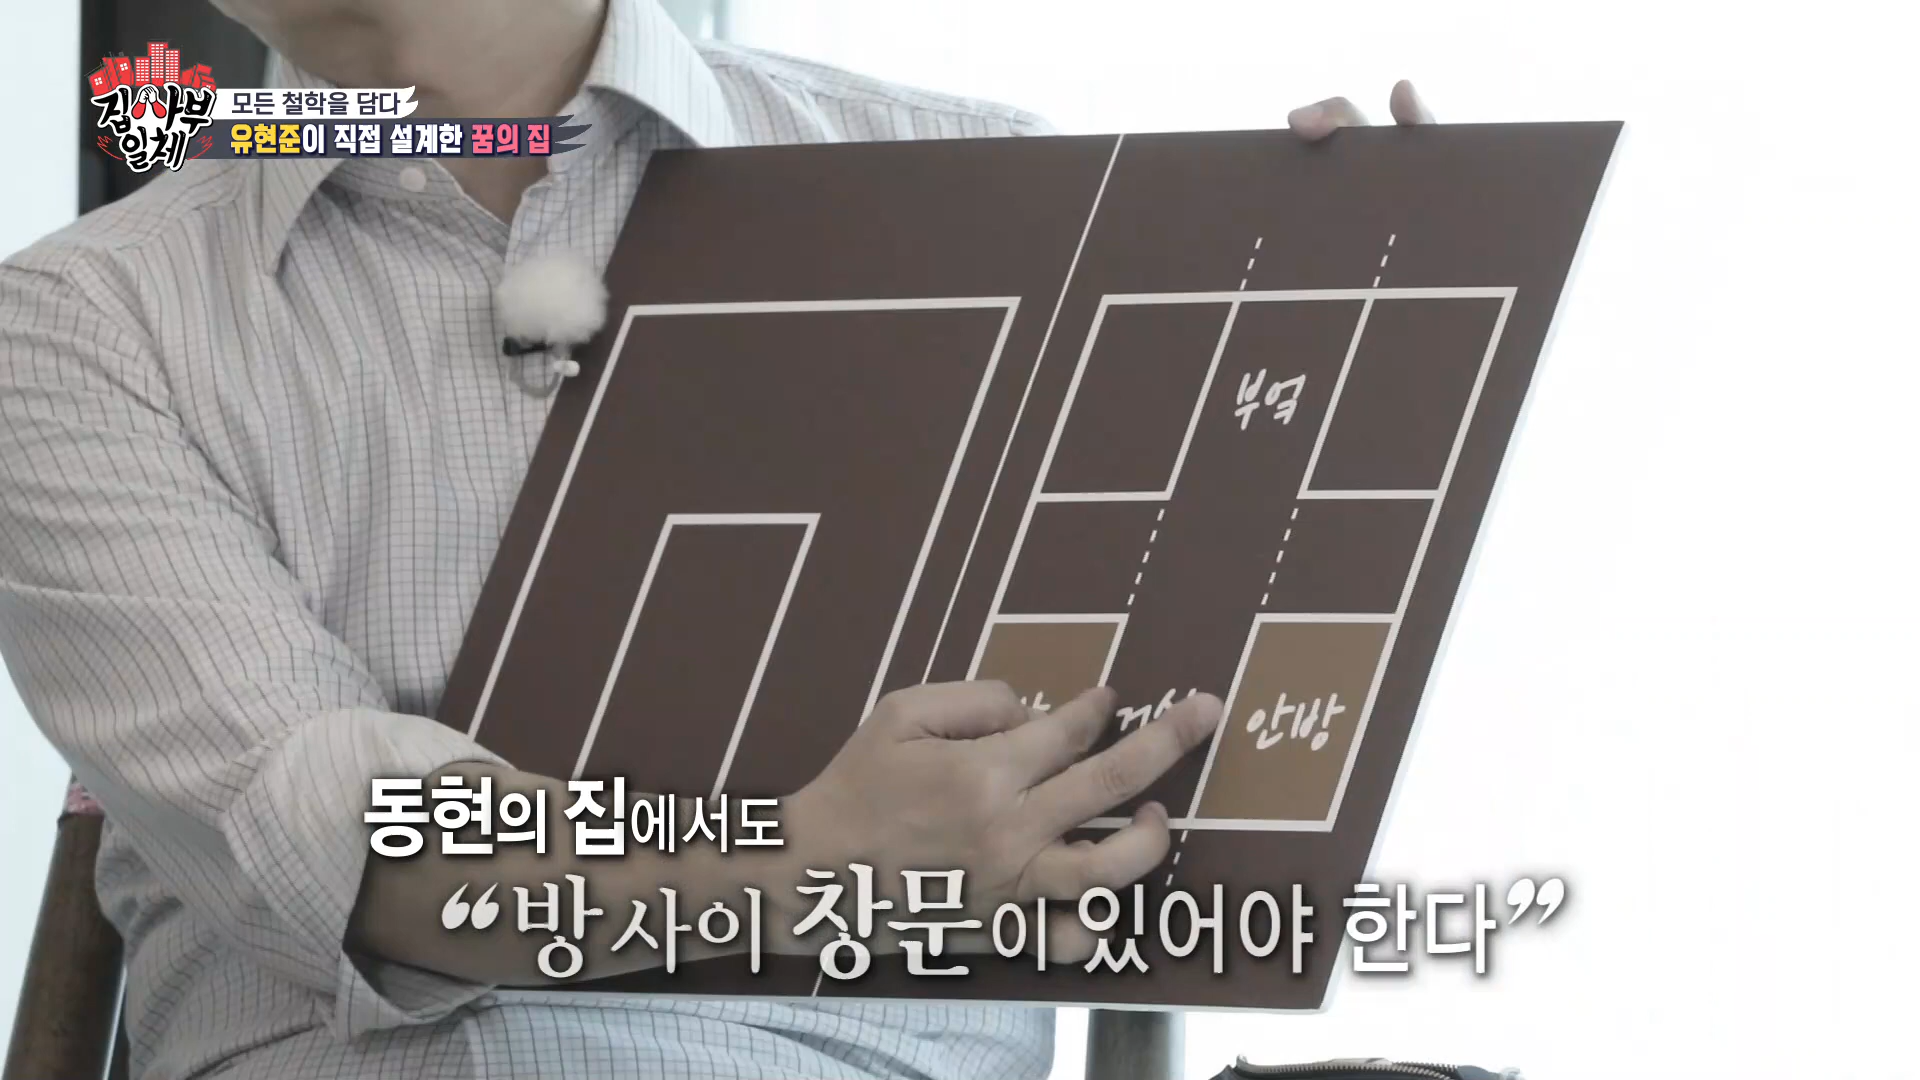 집사부
일체
모든 철학을 담다
유현준이 직접 설계한 꿈의 집
부엌
안방
동현의 집에서도
“방 사이 창문이 있어야 한다”